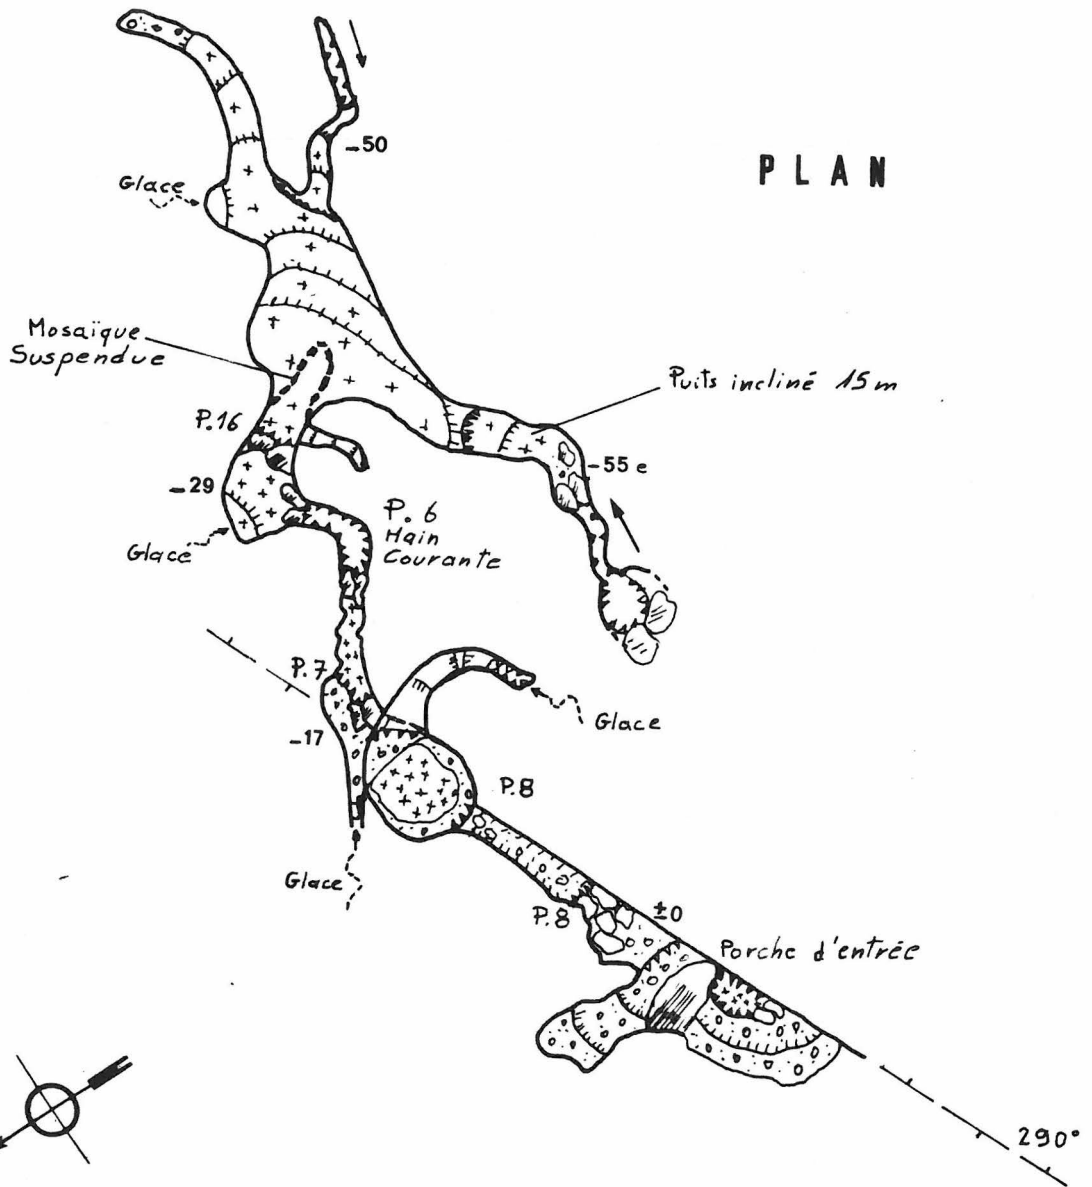 PLAN
-50
Glace
Mosaïque
Suspendue
Puits incliné 15m
P.16
-55 e
-29
P. 6
Main
Courante
Glace
P.7
Glace
-17
P.8
Glace
P.8
±0
Porche d'entrée
290°